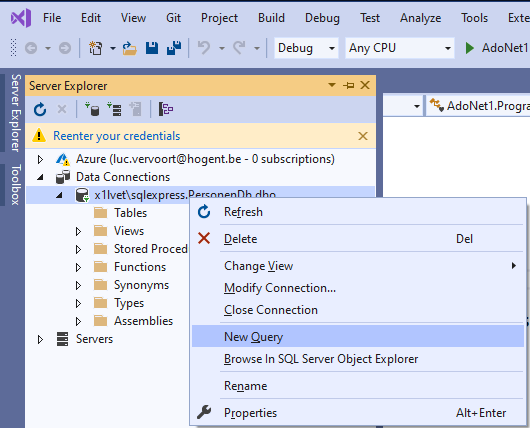 File Edit View Git Project Build Debug Test Analyze Tools Exte
Debug Any CPU AdoNet1
Server Explorer
Toolbox
Server Explorer
AdoNet1.Progra
Reenter your credentials
Azure (luc.vervoort@hogent.be - 0 subscriptions)
Data Connections
x1lvet\sqlexpress.PersonenDb.dbo
Tables
Views
Stored Procedu
Functions
Synonyms
Types
Assemblies
Servers
Refresh
Delete Del
Change View
Modify Connection...
Close Connection
New Query
Browse In SQL Server Object Explorer
Rename
Properties Alt+Enter